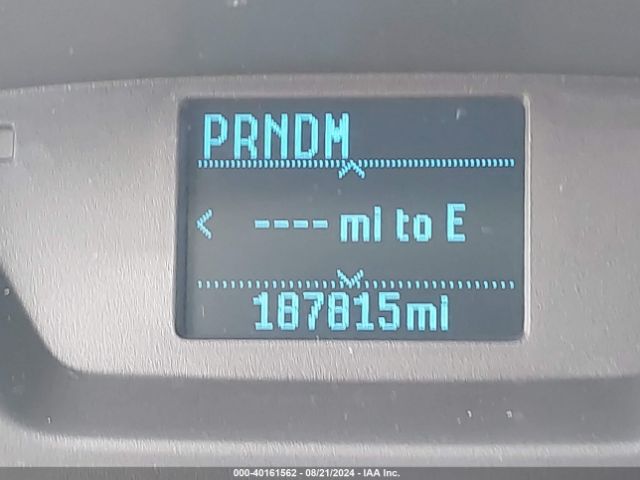 PRNDM
< ---- mi to E
187815mi
000-40161562 - 08/21/2024 - IAA Inc.